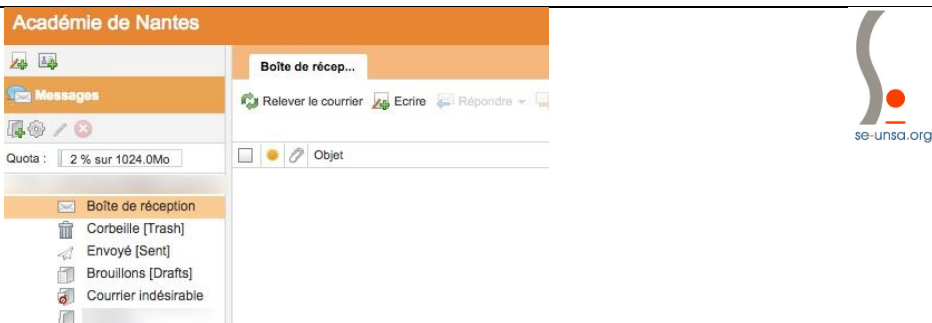 Académie de Nantes
Boîte de récep...
Messages
Relever le courrier Ecrire Répondre
Quota : 2 % sur 1024.0Mo
Objet
Boîte de réception
Corbeille [Trash]
Envoyé [Sent]
Brouillons [Drafts]
Courrier indésirable
se-unsa.org